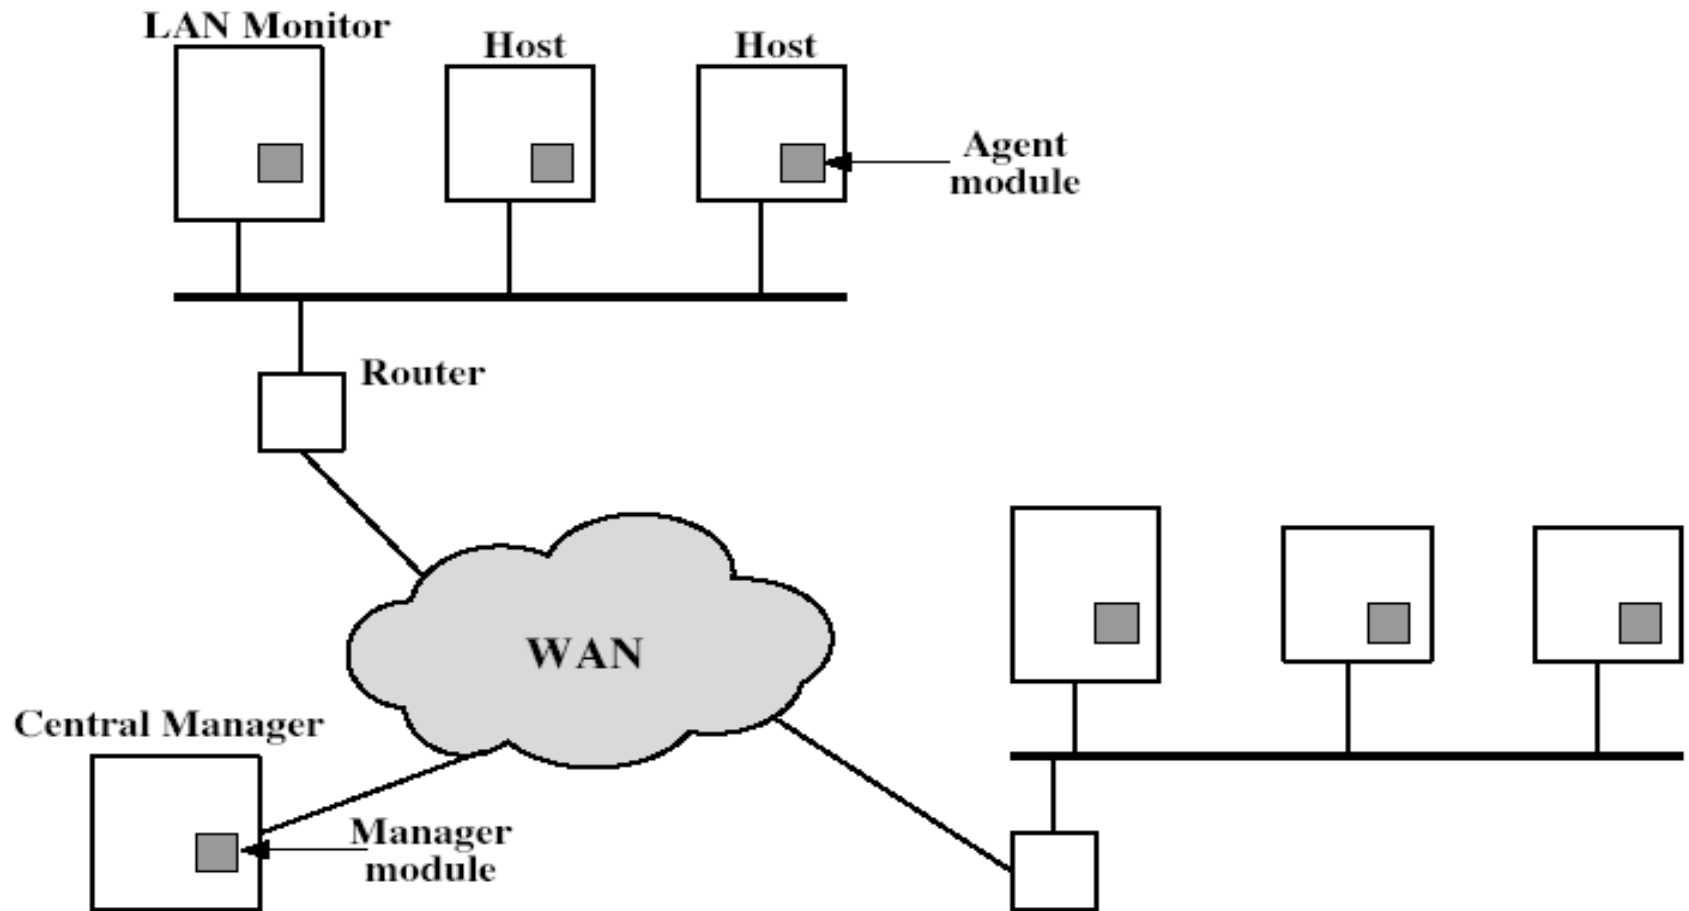 LAN Monitor
Host
Host
Agent
module
Router
WAN
Central Manager
Manager
module